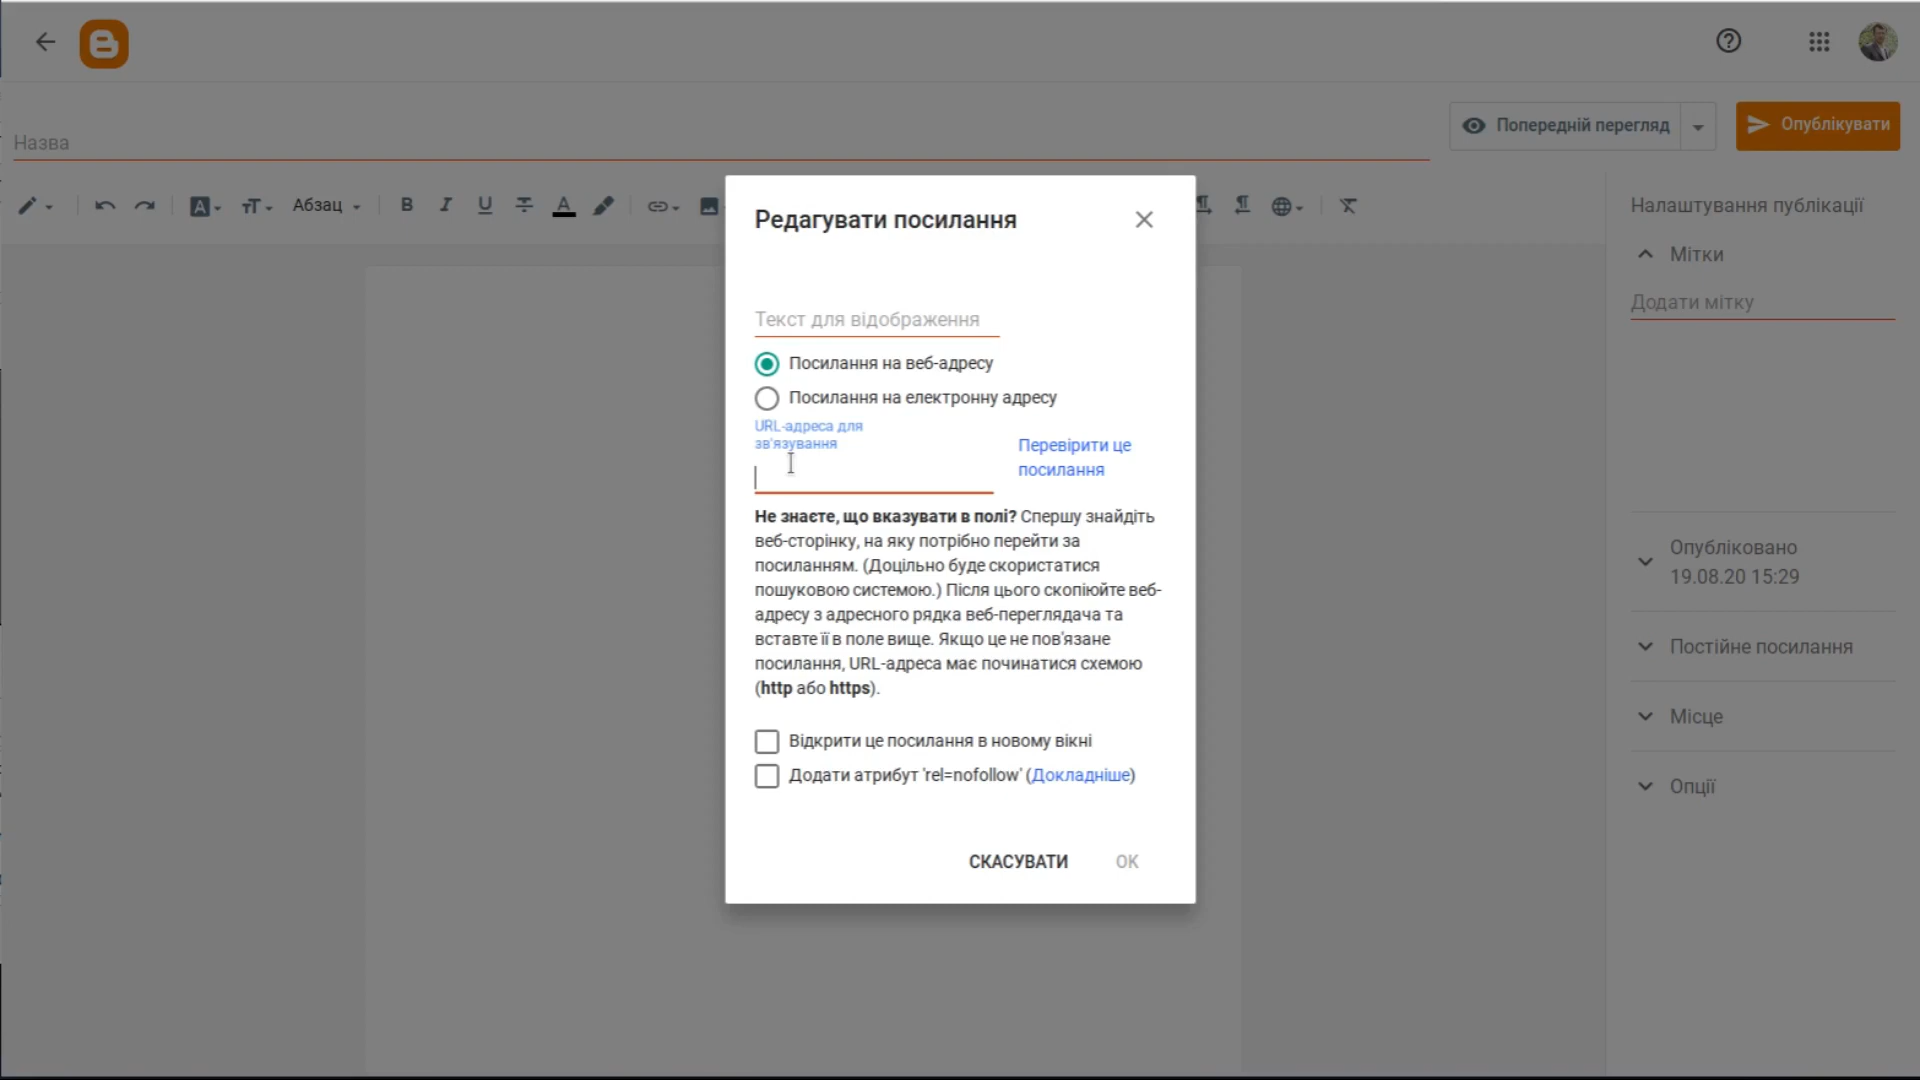 Назва
Попередній перегляд
Опублікувати
Абзац
Налаштування публікації
Мітки
Додати мітку
Опубліковано
19.08.20 15:29
Постійне посилання
Місце
Опції
Редагувати посилання
Текст для відображення
Посилання на веб-адресу
Посилання на електронну адресу
URL-адреса для
зв'язування
Перевірити це
посилання
Не знаєте, що вказувати в полі? Спершу знайдіть
веб-сторінку, на яку потрібно перейти за
посиланням. (Доцільно буде скористатися
пошуковою системою.) Після цього скопіюйте веб-
адресу з адресного рядка веб-переглядача та
вставте її в поле вище. Якщо це не пов'язане
посилання, URL-адреса має починатися схемою
(http або https).
Відкрити це посилання в новому вікні
Додати атрибут 'rel=nofollow' (Докладніше)
СКАСУВАТИ
OK